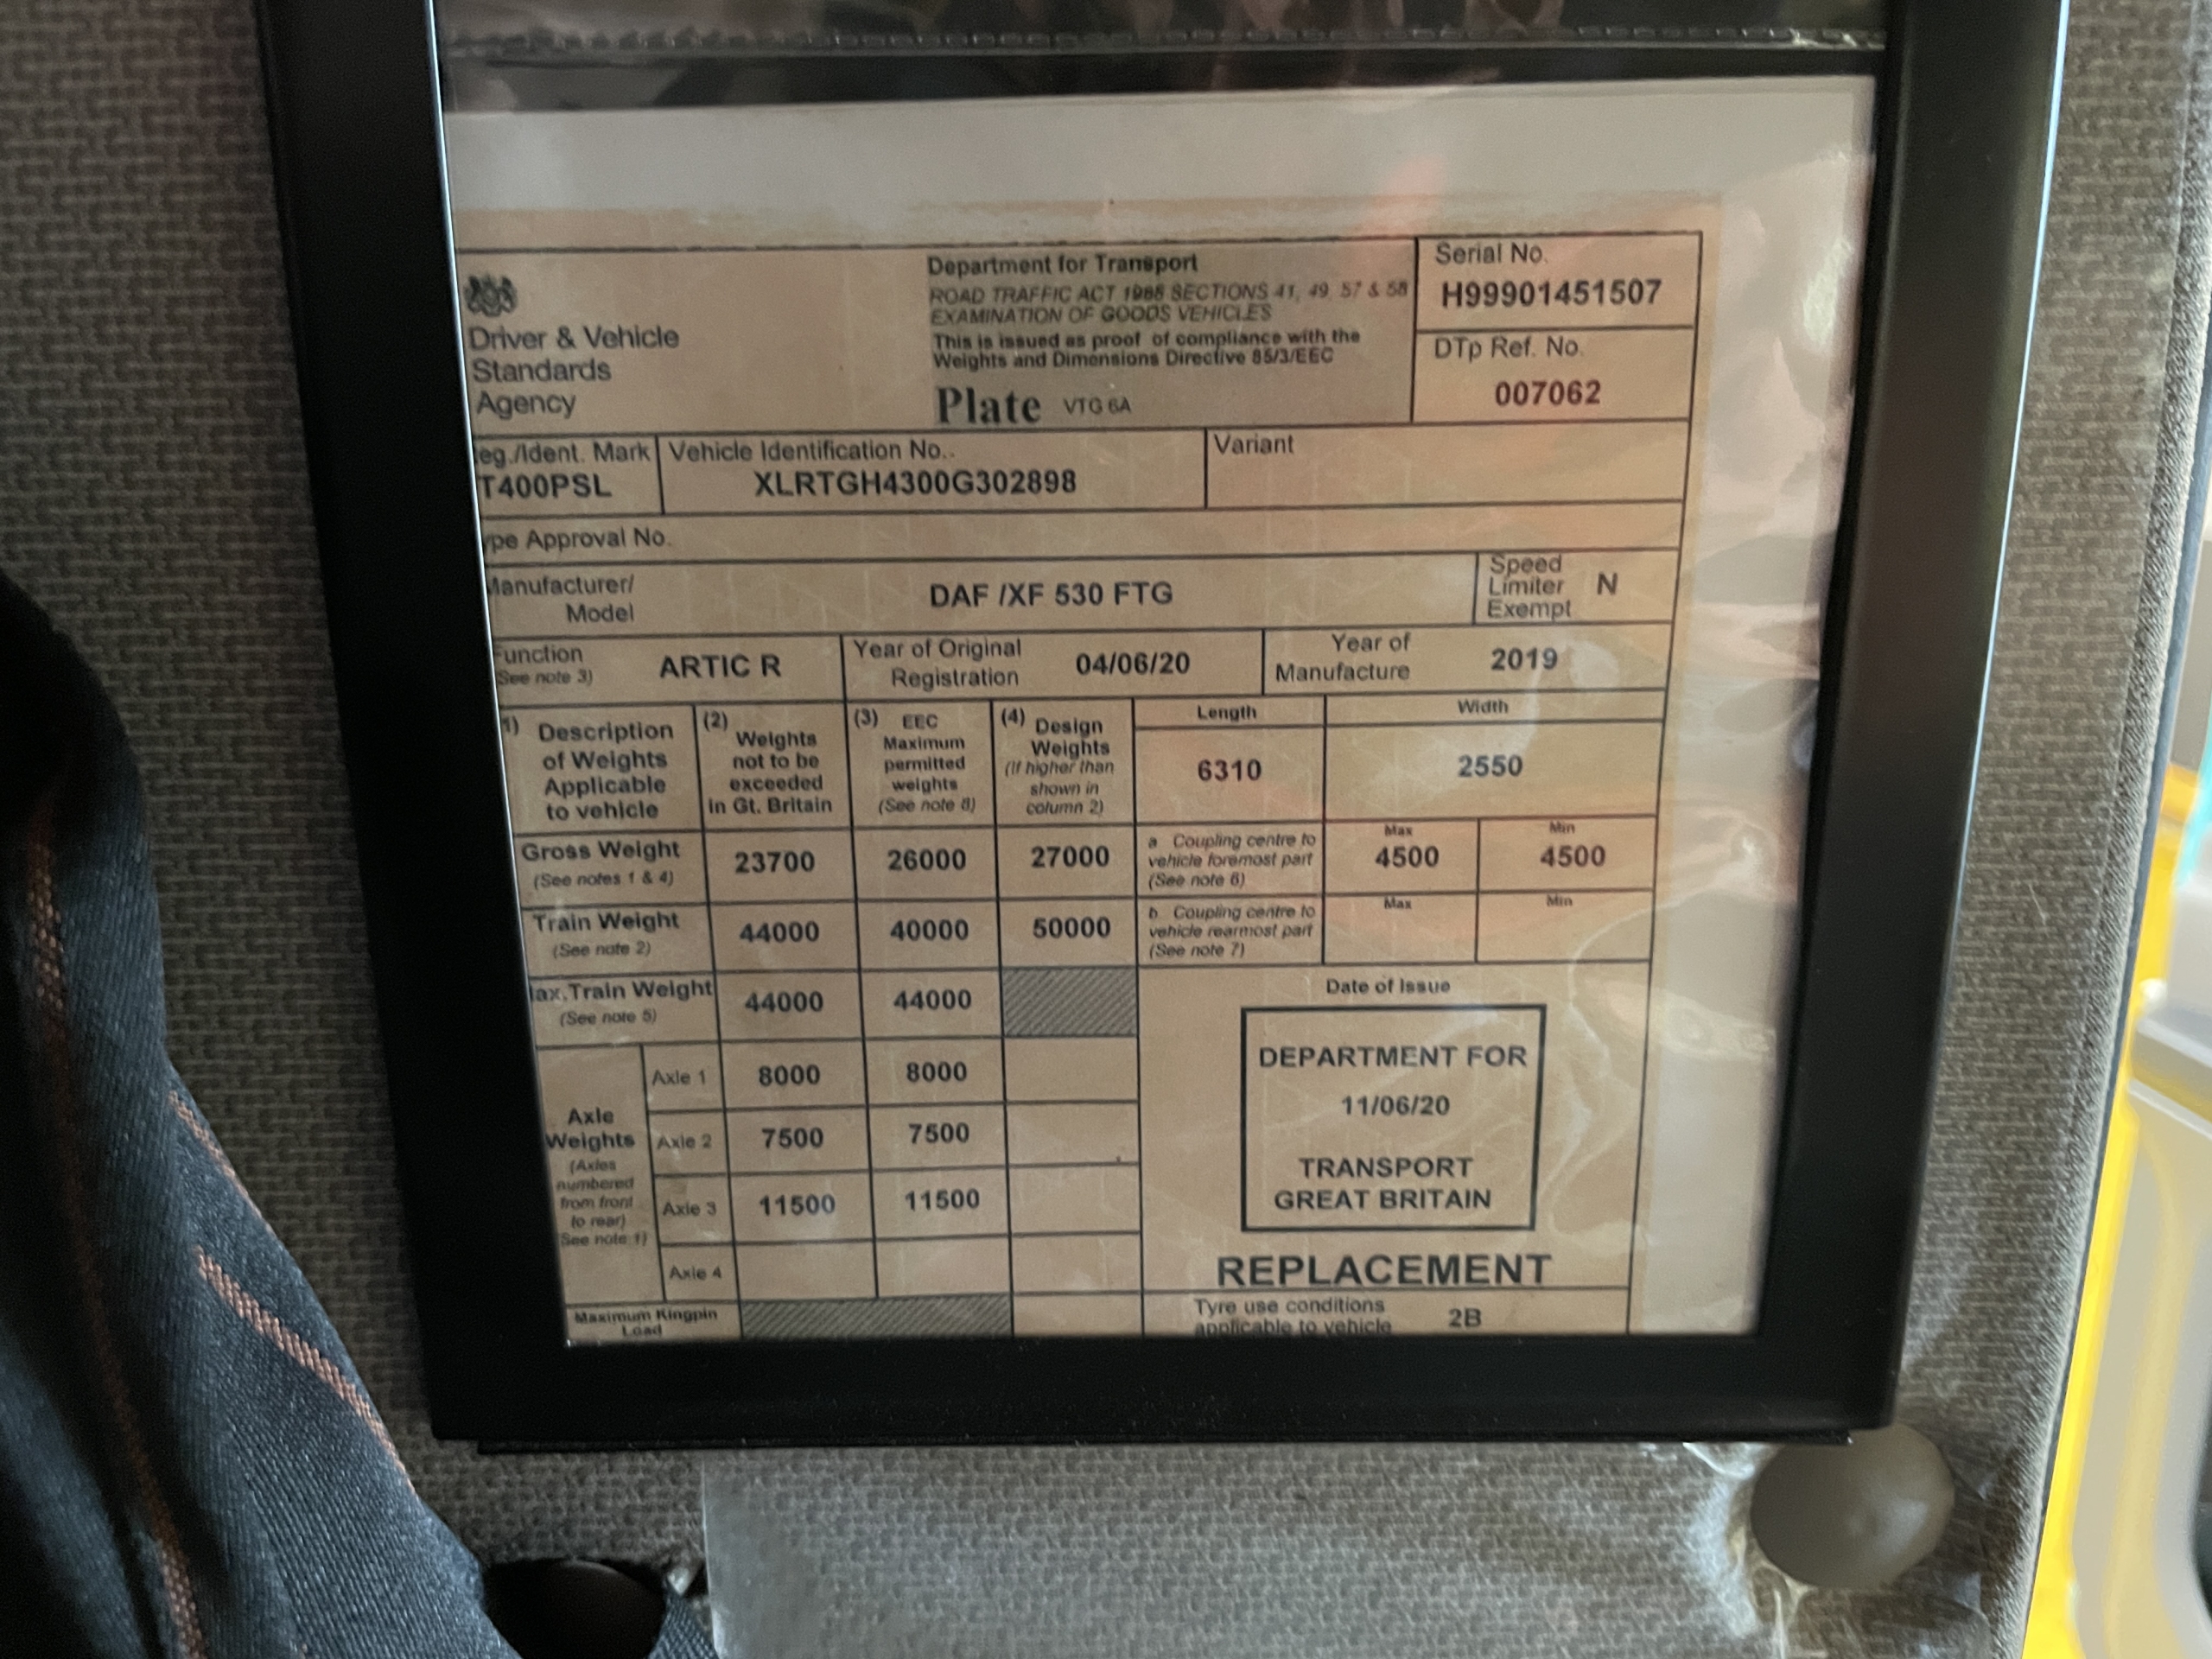 Driver & Vehicle
Standards
Agency
Department for Transport
ROAD TRAFFIC ACT 1988 SECTIONS 41, 49, 57 & 58
EXAMINATION OF GOODS VEHICLES
This is issued as proof of compliance with the
Weights and Dimensions Directive 85/3/EEC
Plate VTG 6A
Serial No.
H99901451507
DTp Ref. No.
007062
eg./Ident. Mark
T400PSL
Vehicle Identification No..
XLRTGH4300G302898
Variant
ype Approval No.
Manufacturer/
Model
DAF /XF 530 FTG
Speed
Limiter
Exempt
N
Function
(See note 3)
ARTIC R
Year of Original
Registration
04/06/20
Year of
Manufacture
2019
1) Description
of Weights
Applicable
to vehicle
(2) Weights
not to be
exceeded
in Gt. Britain
(3) EEC
Maximum
permitted
weights
(See note 8)
(4) Design
Weights
(If higher than
shown in
column 2)
Length
6310
Width
2550
Gross Weight
(See notes 1 & 4)
23700 26000 27000
a Coupling centre to
vehicle foremost part
(See note 6)
Max
4500
Min
4500
Train Weight
(See note 2)
44000 40000 50000
b. Coupling centre to
vehicle rearmost part
(See note 7)
Max
Min
ax.Train Weight
(See note 5)
44000 44000
Axle
Weights
(Axles
numbered
from front
to rear)
See note 1)
Axle 1 8000 8000
Axle 2 7500 7500
Axle 3 11500 11500
Axle 4
Maximum Kingpin
Load
Date of Issue
DEPARTMENT FOR
11/06/20
TRANSPORT
GREAT BRITAIN
REPLACEMENT
Tyre use conditions
applicable to vehicle
2B